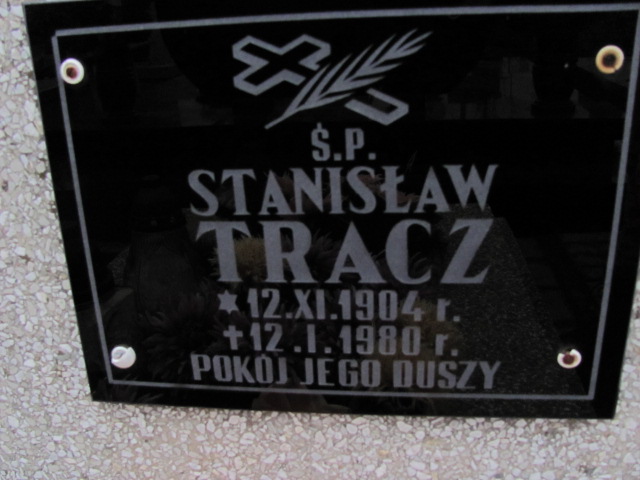 Ś.P.
STANISŁAW
TRACZ
* 12.XI.1904 r.
✝ 12.I.1980 r.
POKÓJ JEGO DUSZY